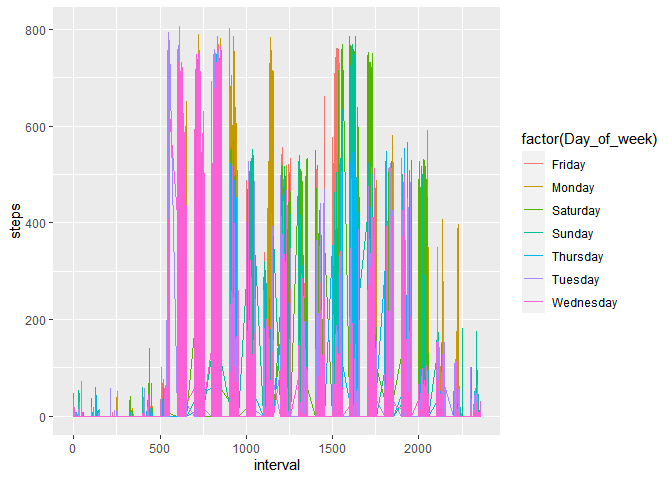 800
600
400
200
0
steps
0
500
1000
1500
2000
interval
factor(Day_of_week)
Friday
Monday
Saturday
Sunday
Thursday
Tuesday
Wednesday